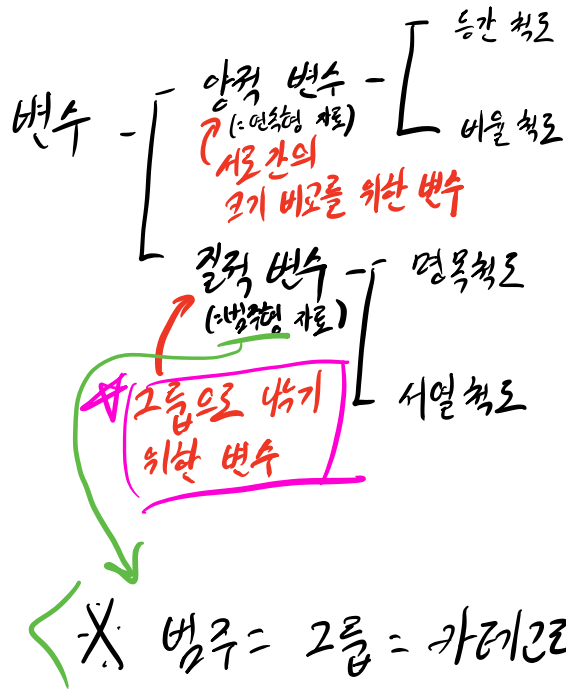 변수
양적 변수
(=연속형 자료)
서로간의
크기 비교를 위한 변수
등간 척도
비율 척도
질적 변수
(=범주형 자료)
그룹으로 나누기
위한 변수
명목척도
서열척도
※ 범주 = 그룹 = 카테고리